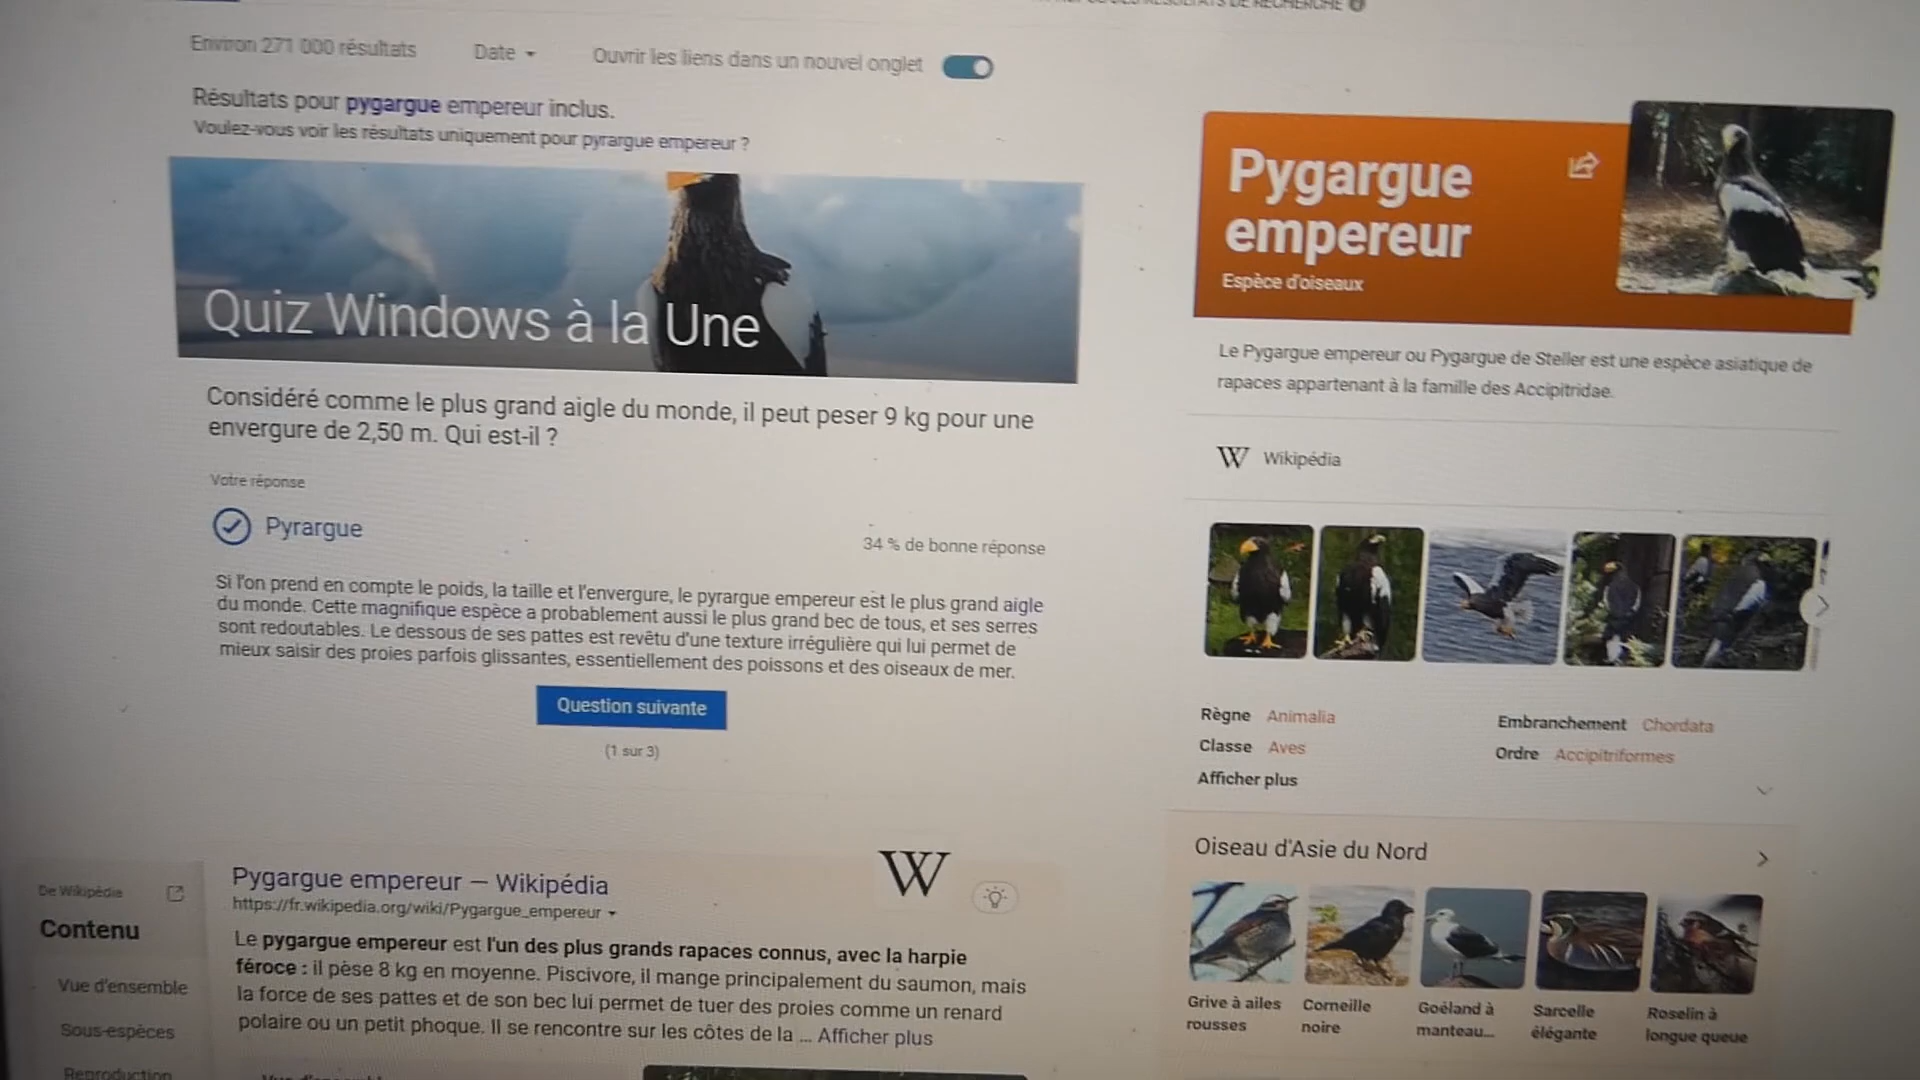 RÉSULTATS DE RECHERCHE
Environ 271 000 résultats
Date
Ouvrir les liens dans un nouvel onglet
Résultats pour pygargue empereur inclus.
Voulez-vous voir les résultats uniquement pour pyrargue empereur ?
Quiz Windows à la Une
Considéré comme le plus grand aigle du monde, il peut peser 9 kg pour une
envergure de 2,50 m. Qui est-il ?
Votre réponse
Pyrargue
34 % de bonne réponse
Si l'on prend en compte le poids, la taille et l'envergure, le pyrargue empereur est le plus grand aigle
du monde. Cette magnifique espèce a probablement aussi le plus grand bec de tous, et ses serres
sont redoutables. Le dessous de ses pattes est revêtu d'une texture irrégulière qui lui permet de
mieux saisir des proies parfois glissantes, essentiellement des poissons et des oiseaux de mer.
Question suivante
(1 sur 3)
De Wikipédia
Contenu
Vue d'ensemble
Sous-espèces
Reproduction
W
Pygargue empereur — Wikipédia
https://fr.wikipedia.org/wiki/Pygargue_empereur
Le pygargue empereur est l'un des plus grands rapaces connus, avec la harpie
féroce : il pèse 8 kg en moyenne. Piscivore, il mange principalement du saumon, mais
la force de ses pattes et de son bec lui permet de tuer des proies comme un renard
polaire ou un petit phoque. Il se rencontre sur les côtes de la ... Afficher plus
Pygargue
empereur
Espèce d'oiseaux
Le Pygargue empereur ou Pygargue de Steller est une espèce asiatique de
rapaces appartenant à la famille des Accipitridae.
W Wikipédia
Règne Animalia
Embranchement Chordata
Classe Aves
Ordre Accipitriformes
Afficher plus
Oiseau d'Asie du Nord
Grive à ailes
rousses
Corneille
noire
Goéland à
manteau...
Sarcelle
élégante
Roselin à
longue queue